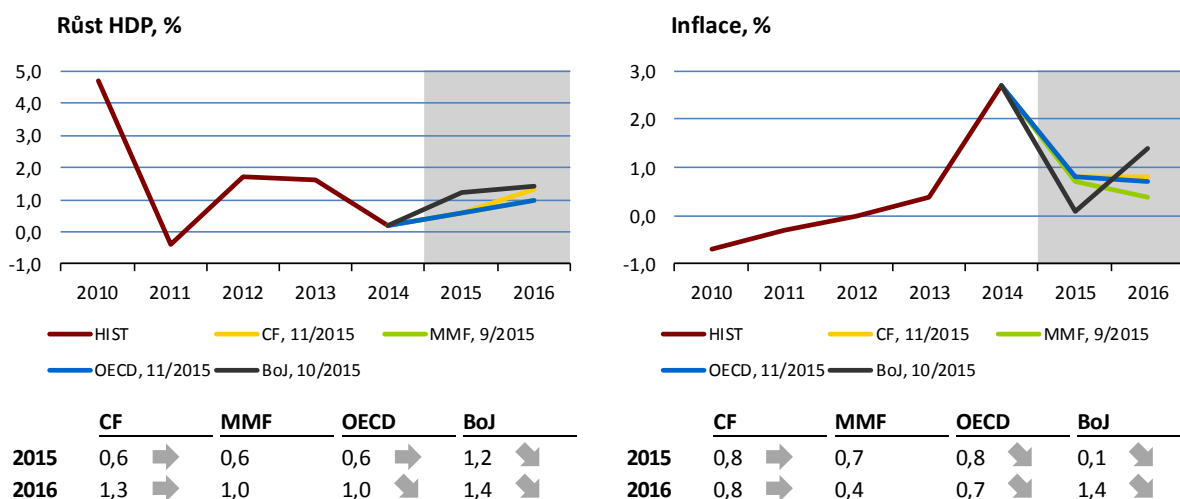 Růst HDP, %
5,0
4,0
3,0
2,0
1,0
0,0
-1,0
2010 2011 2012 2013 2014 2015 2016
HIST CF, 11/2015 MMF, 9/2015
OECD, 11/2015 BoJ, 10/2015
CF MMF OECD BoJ
2015 0,6 0,6 0,6 1,2
2016 1,3 1,0 1,0 1,4
Inflace, %
3,0
2,0
1,0
0,0
-1,0
2010 2011 2012 2013 2014 2015 2016
HIST CF, 11/2015 MMF, 9/2015
OECD, 11/2015 BoJ, 10/2015
CF MMF OECD BoJ
2015 0,8 0,7 0,8 0,1
2016 0,8 0,4 0,7 1,4